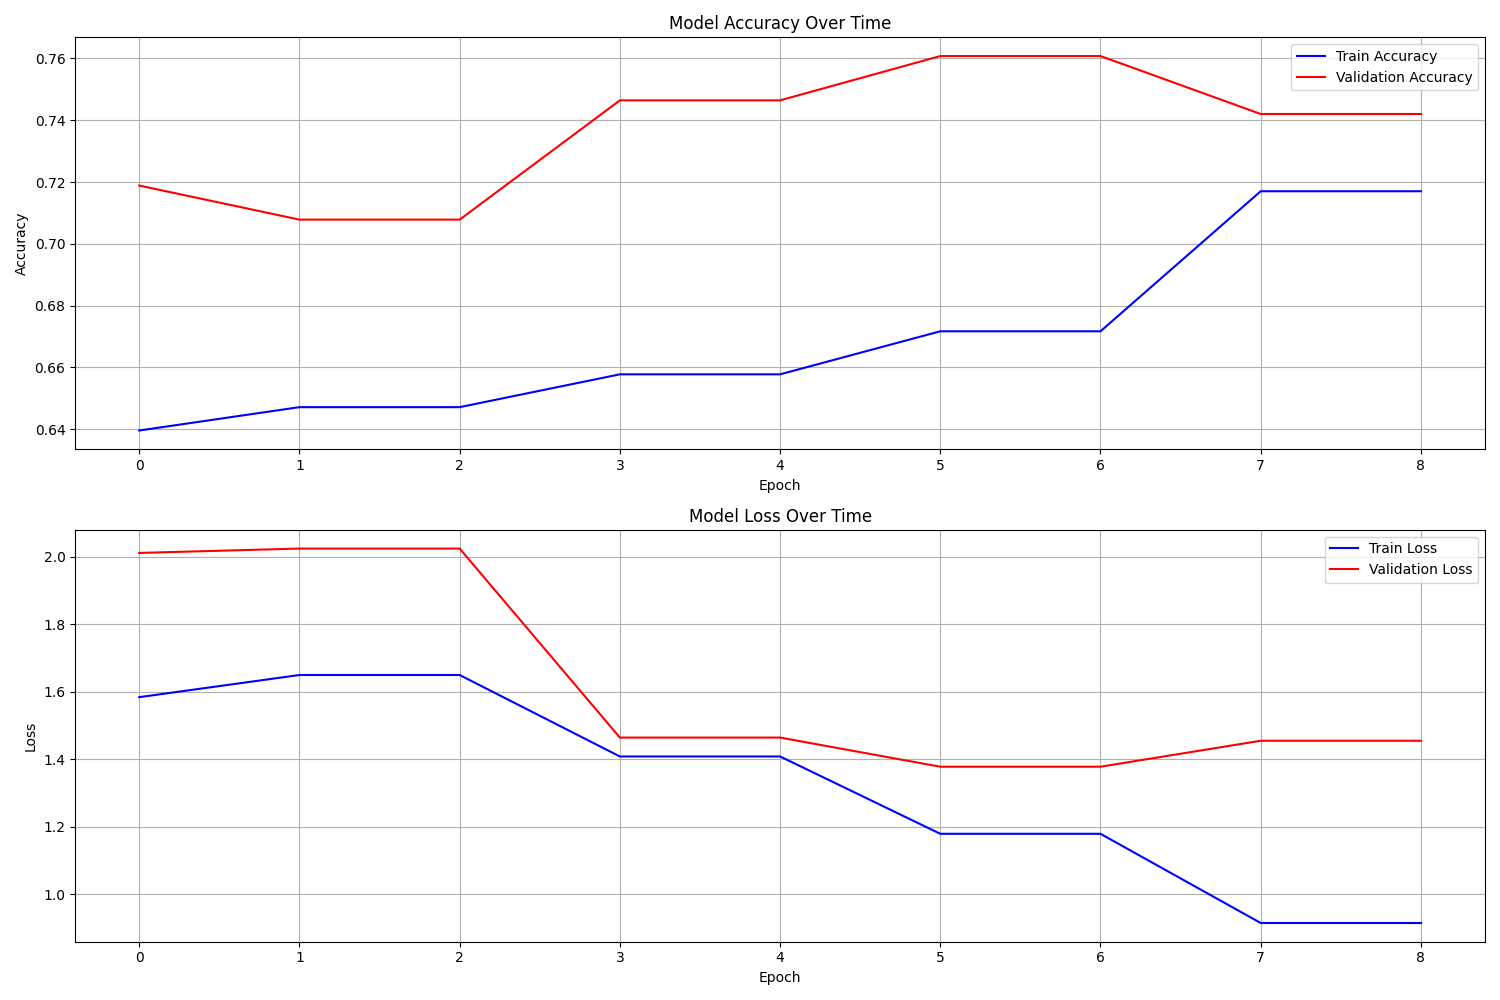 Model Accuracy Over Time
Train Accuracy
Validation Accuracy
0.76
0.74
0.72
0.70
0.68
0.66
0.64
Accuracy
0 1 2 3 4 5 6 7 8
Epoch
Model Loss Over Time
Train Loss
Validation Loss
2.0
1.8
1.6
1.4
1.2
1.0
Loss
0 1 2 3 4 5 6 7 8
Epoch